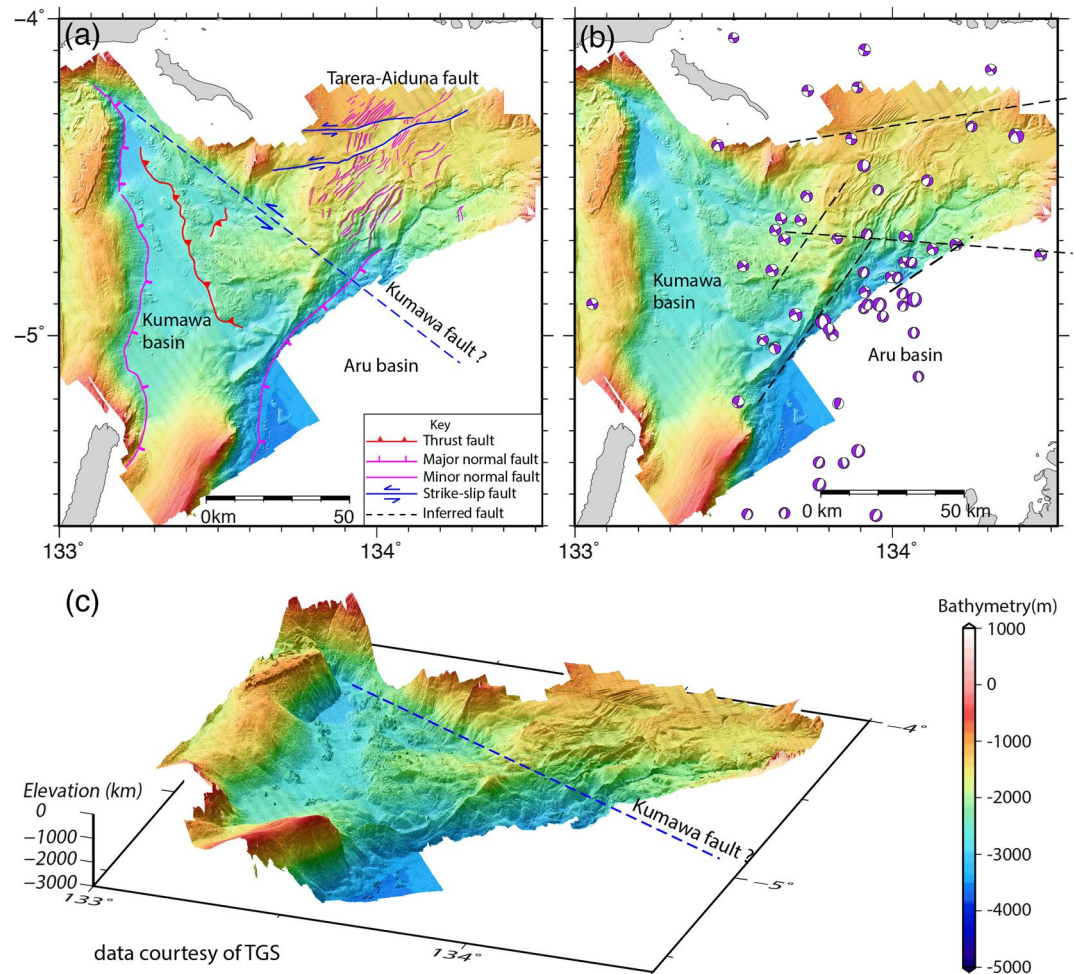 (a)
(b)
−4°
−5°
133°
134°
133°
134°
Tarera-Aiduna fault
Kumawa
basin
Kumawa fault ?
Aru basin
Key
Thrust fault
Major normal fault
Minor normal fault
Strike-slip fault
Inferred fault
0km
50
Kumawa
basin
Aru basin
0 km
50 km
(c)
Elevation (km)
0
−1000
−2000
−3000
133°
134°
−4°
−5°
Kumawa fault ?
data courtesy of TGS
Bathymetry(m)
1000
0
-1000
-2000
-3000
-4000
-5000